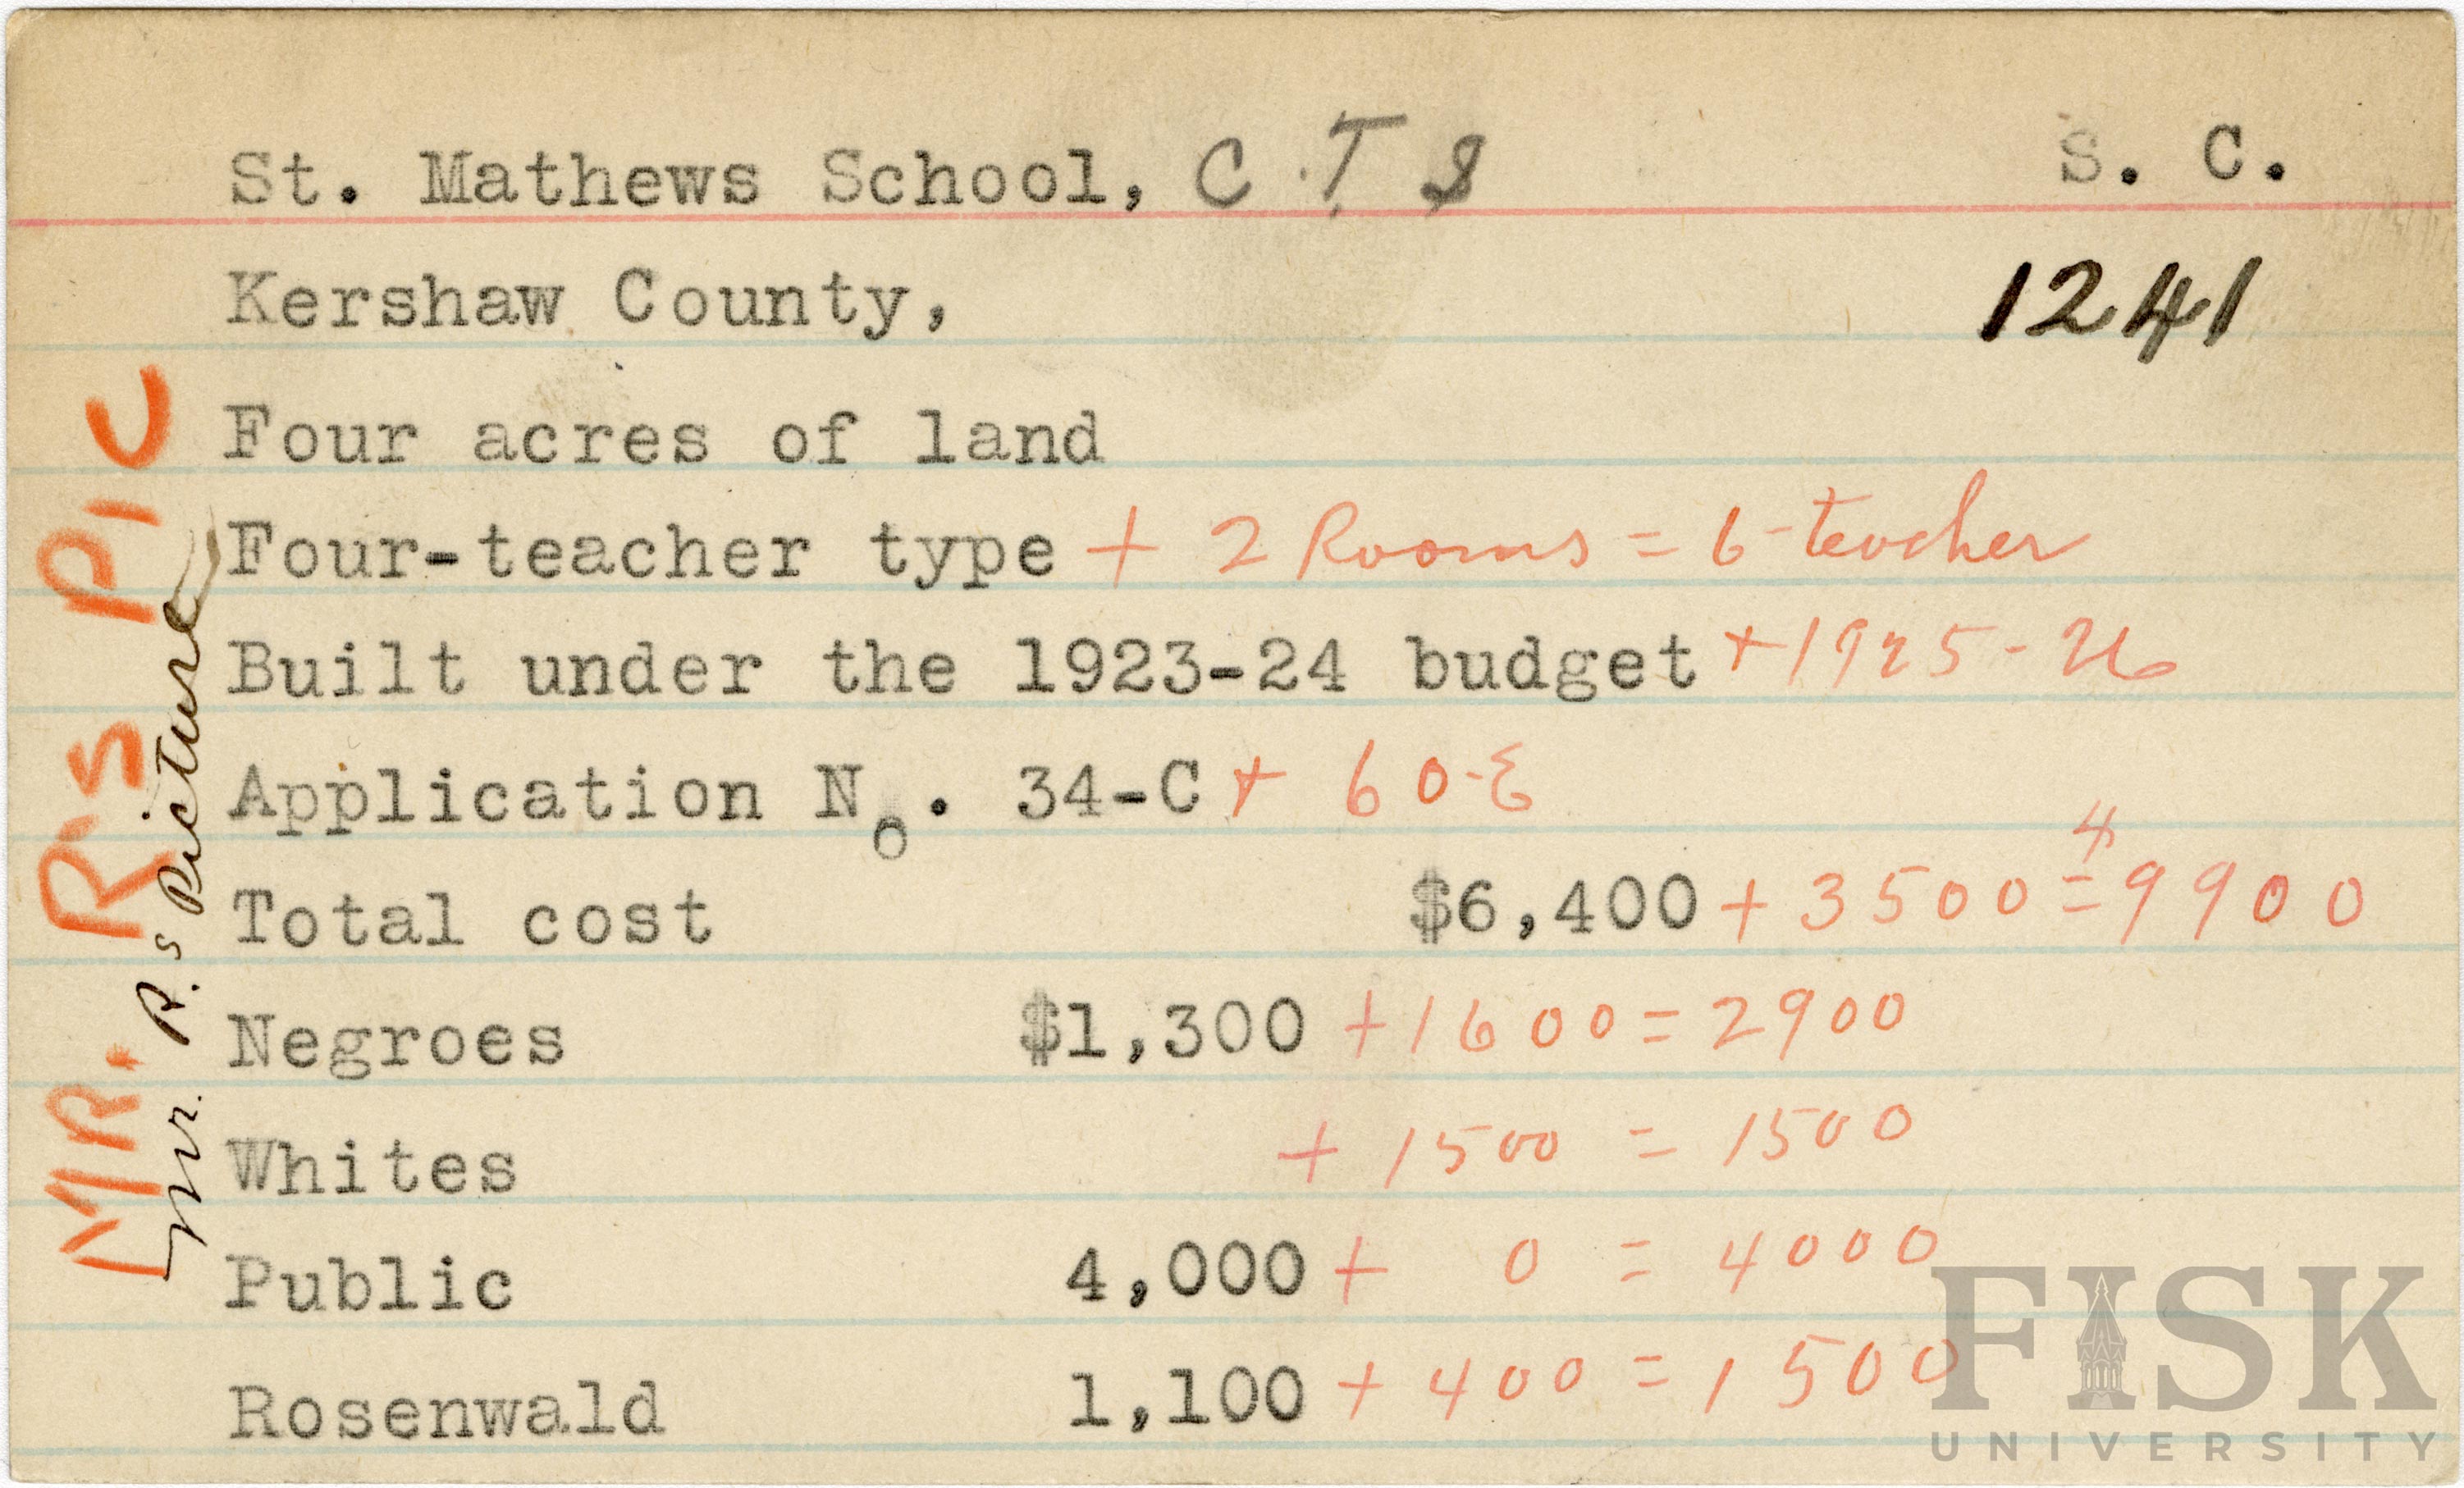 St. Mathews School, C.T.S S. C.
Kershaw County, 1241
Four acres of land
Four-teacher type + 2 Rooms = 6-teacher
Built under the 1923-24 budget +1925-26
Application No. 34-C + 60-E
4
Total cost $6,400 + 3500 = 9900
Negroes $1,300 + 1600 = 2900
Whites + 1500 = 1500
Public 4,000 + 0 = 4000
Rosenwald 1,100 + 400 = 1500
MR. RS PIC
Mr. R.s Picture
FISK
UNIVERSITY